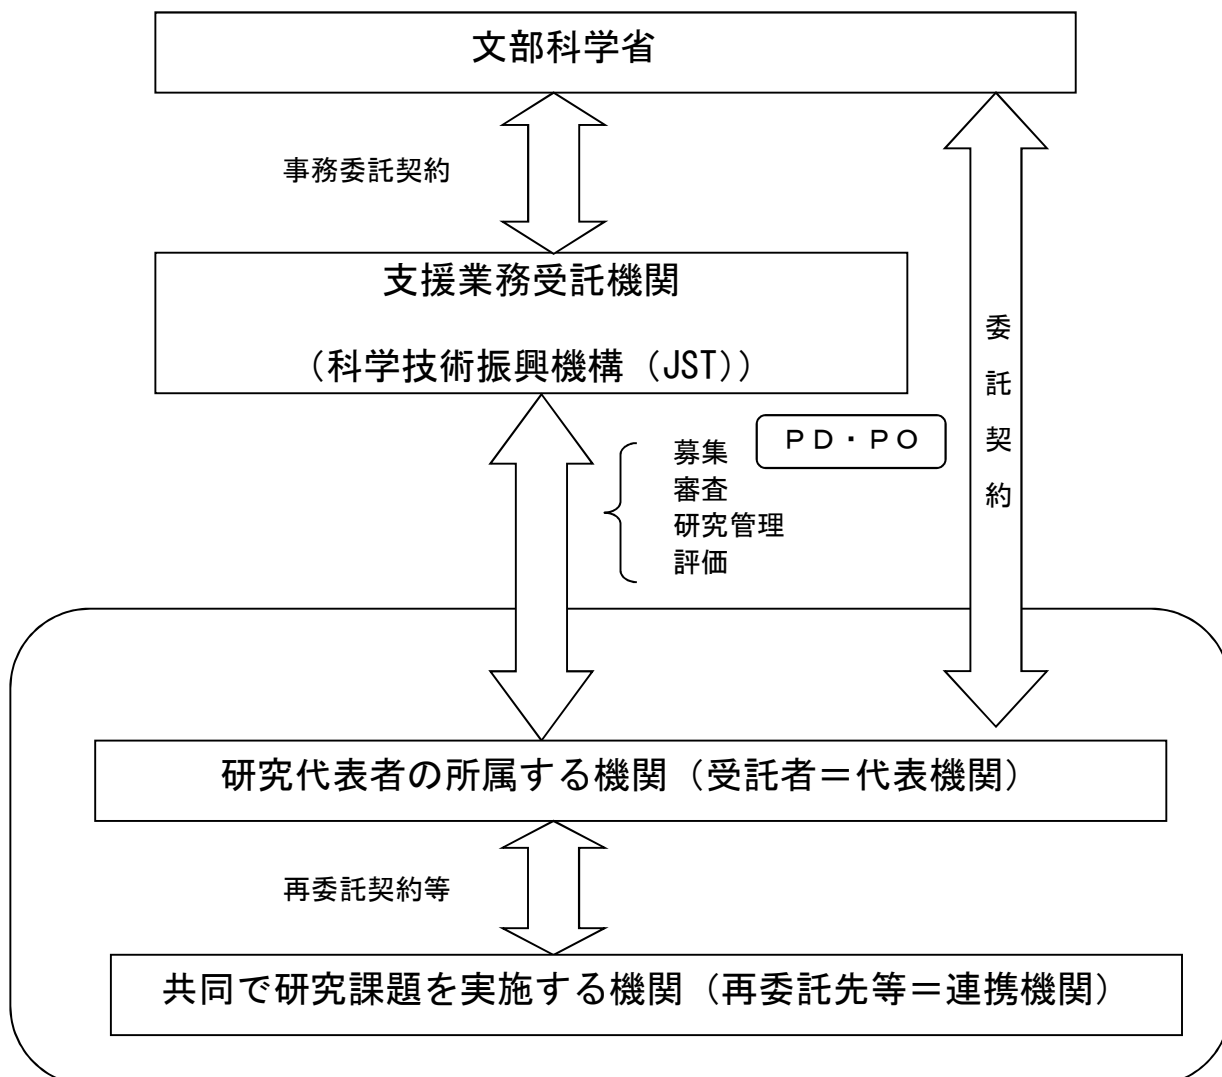 文部科学省
事務委託契約
支援業務受託機関
（科学技術振興機構（JST））
委託契約
ＰＤ・ＰＯ
募集
審査
研究管理
評価
研究代表者の所属する機関（受託者＝代表機関）
再委託契約等
共同で研究課題を実施する機関（再委託先等＝連携機関）